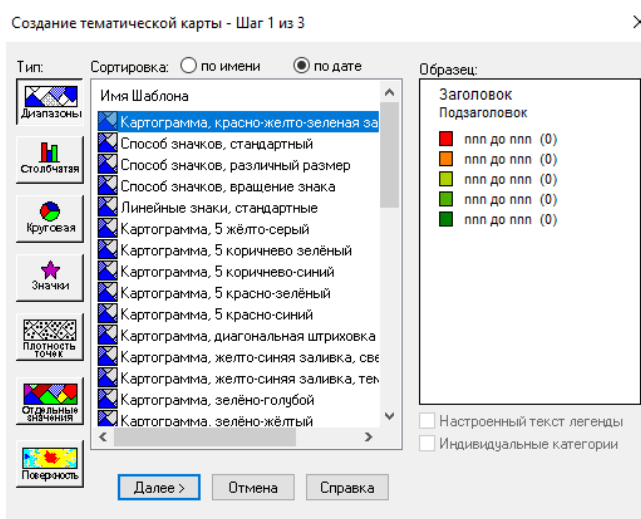 Создание тематической карты - Шаг 1 из 3
Тип:
Сортировка: по имени по дате
Образец:
Диапазоны
Столбчатая
Круговая
Значки
Плотность точек
Отдельные значения
Поверхность
Имя Шаблона
Картограмма, красно-желто-зеленая за
Способ значков, стандартный
Способ значков, различный размер
Способ значков, вращение знака
Линейные знаки, стандартные
Картограмма, 5 жёлто-серый
Картограмма, 5 коричнево зелёный
Картограмма, 5 коричнево-синий
Картограмма, 5 красно-зелёный
Картограмма, 5 красно-синий
Картограмма, диагональная штриховка
Картограмма, желто-синяя заливка, све
Картограмма, желто-синяя заливка, тем
Картограмма, зелёно-голубой
Картограмма, зелёно-жёлтый
Заголовок
Подзаголовок
ппп до ппп (0)
ппп до ппп (0)
ппп до ппп (0)
ппп до ппп (0)
ппп до ппп (0)
Настроенный текст легенды
Индивидуальные категории
Далее >
Отмена
Справка